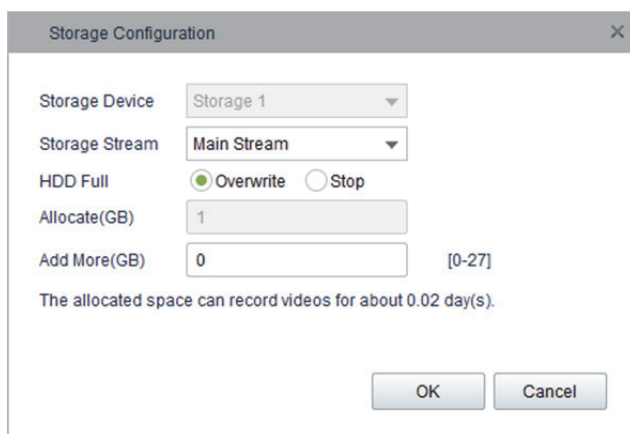 Storage Configuration
Storage Device Storage 1
Storage Stream Main Stream
HDD Full Overwrite Stop
Allocate(GB) 1
Add More(GB) 0 [0-27]
The allocated space can record videos for about 0.02 day(s).
OK Cancel